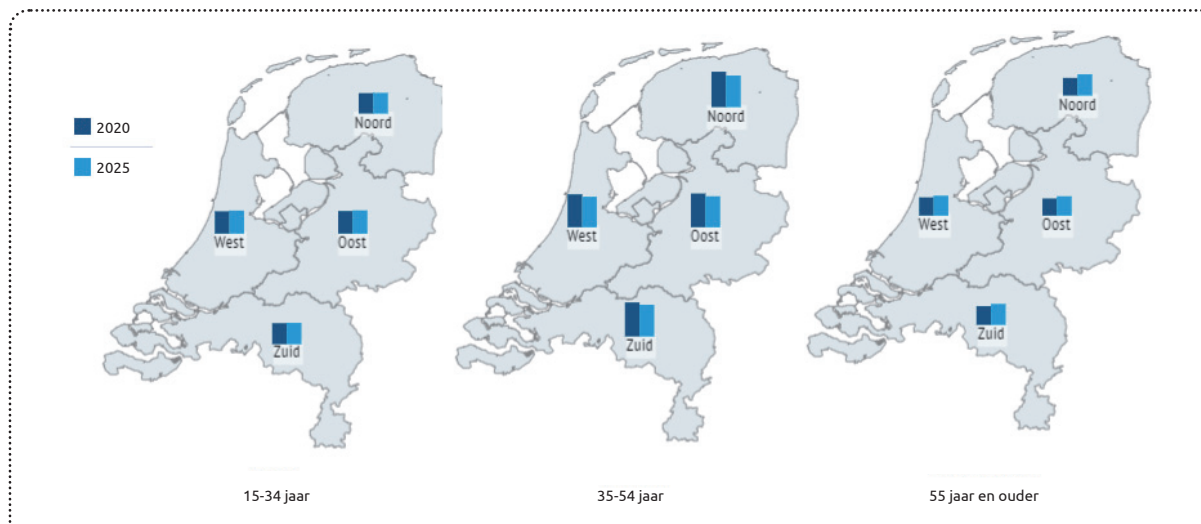 2020
2025
Noord
West
Oost
Zuid
15-34 jaar
Noord
West
Oost
Zuid
35-54 jaar
Noord
West
Oost
Zuid
55 jaar en ouder